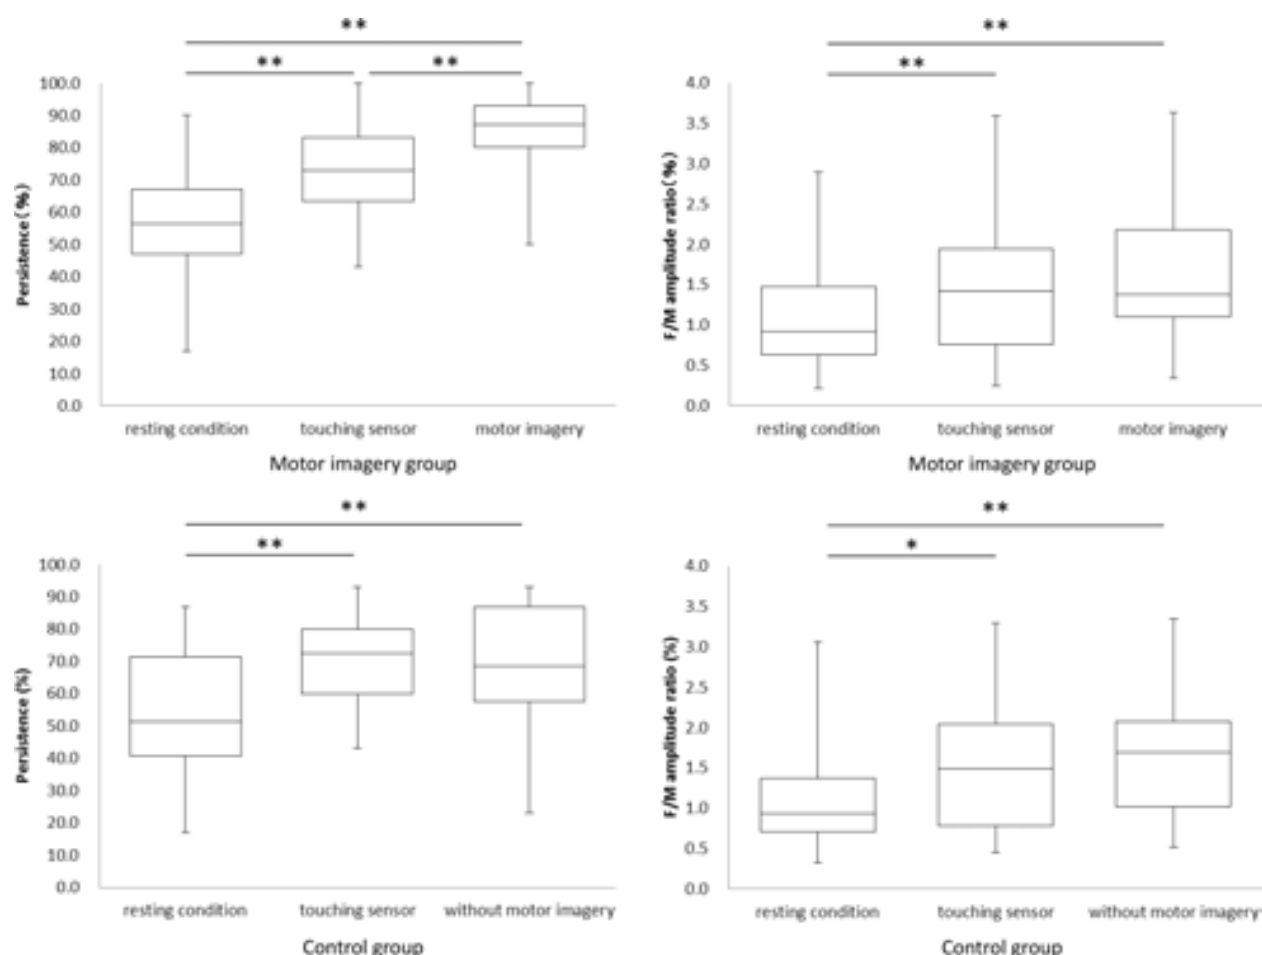 **
**
**
100.0
90.0
80.0
70.0
60.0
50.0
40.0
30.0
20.0
10.0
0.0
Persistence (%)
resting condition
touching sensor
motor imagery
Motor imagery group
**
**
4.0
3.5
3.0
2.5
2.0
1.5
1.0
0.5
0.0
F/M amplitude ratio (%)
resting condition
touching sensor
motor imagery
Motor imagery group
**
**
100.0
90.0
80.0
70.0
60.0
50.0
40.0
30.0
20.0
10.0
0.0
Persistence (%)
resting condition
touching sensor
without motor imagery
Control group
**
*
4.0
3.5
3.0
2.5
2.0
1.5
1.0
0.5
0.0
F/M amplitude ratio (%)
resting condition
touching sensor
without motor imagery
Control group